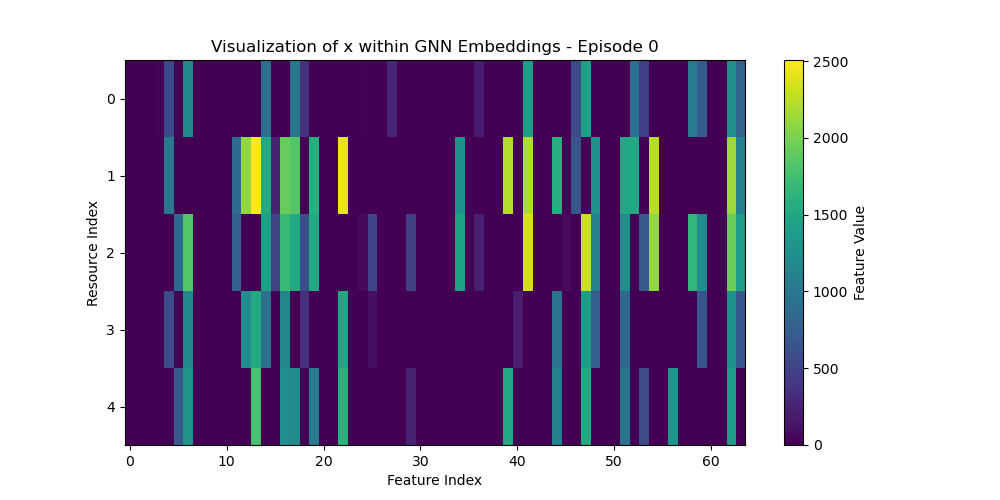 Visualization of x within GNN Embeddings - Episode 0
Resource Index
0
1
2
3
4
0 10 20 30 40 50 60
Feature Index
2500
2000
1500
1000
500
0
Feature Value